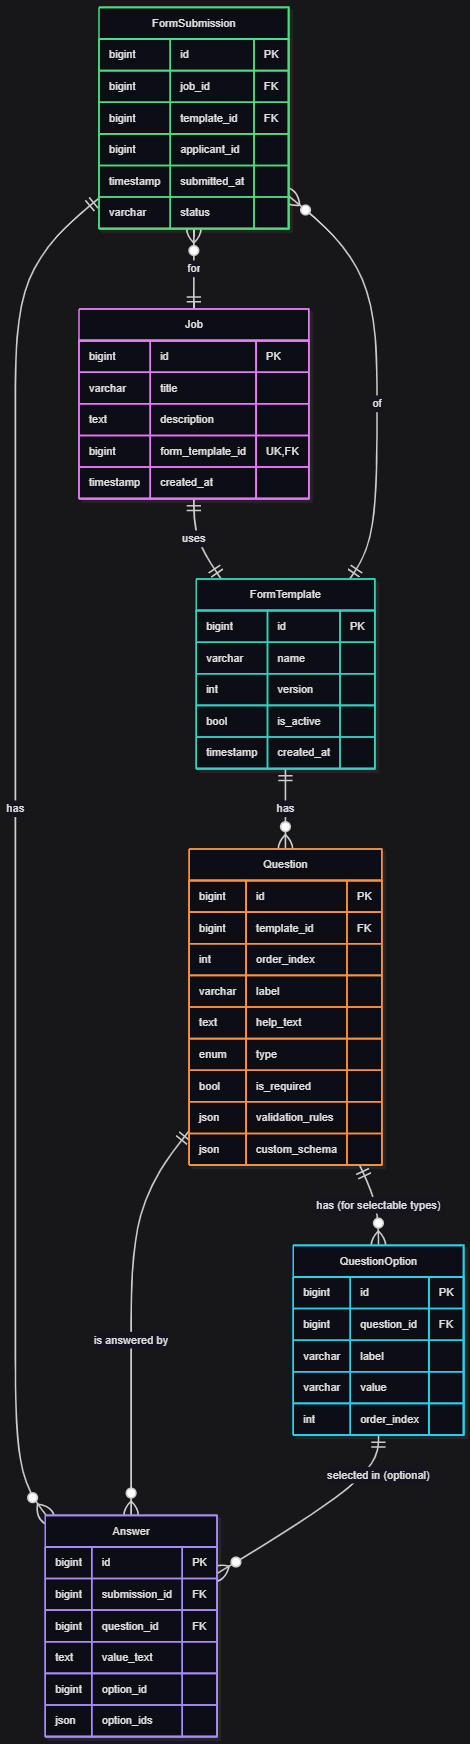 FormSubmission
bigint id PK
bigint job_id FK
bigint template_id FK
bigint applicant_id
timestamp submitted_at
varchar status
for
Job
bigint id PK
varchar title
text description
bigint form_template_id UK,FK
timestamp created_at
of
uses
FormTemplate
bigint id PK
varchar name
int version
bool is_active
timestamp created_at
has
has
Question
bigint id PK
bigint template_id FK
int order_index
varchar label
text help_text
enum type
bool is_required
json validation_rules
json custom_schema
has (for selectable types)
QuestionOption
bigint id PK
bigint question_id FK
varchar label
varchar value
int order_index
is answered by
selected in (optional)
Answer
bigint id PK
bigint submission_id FK
bigint question_id FK
text value_text
bigint option_id
json option_ids